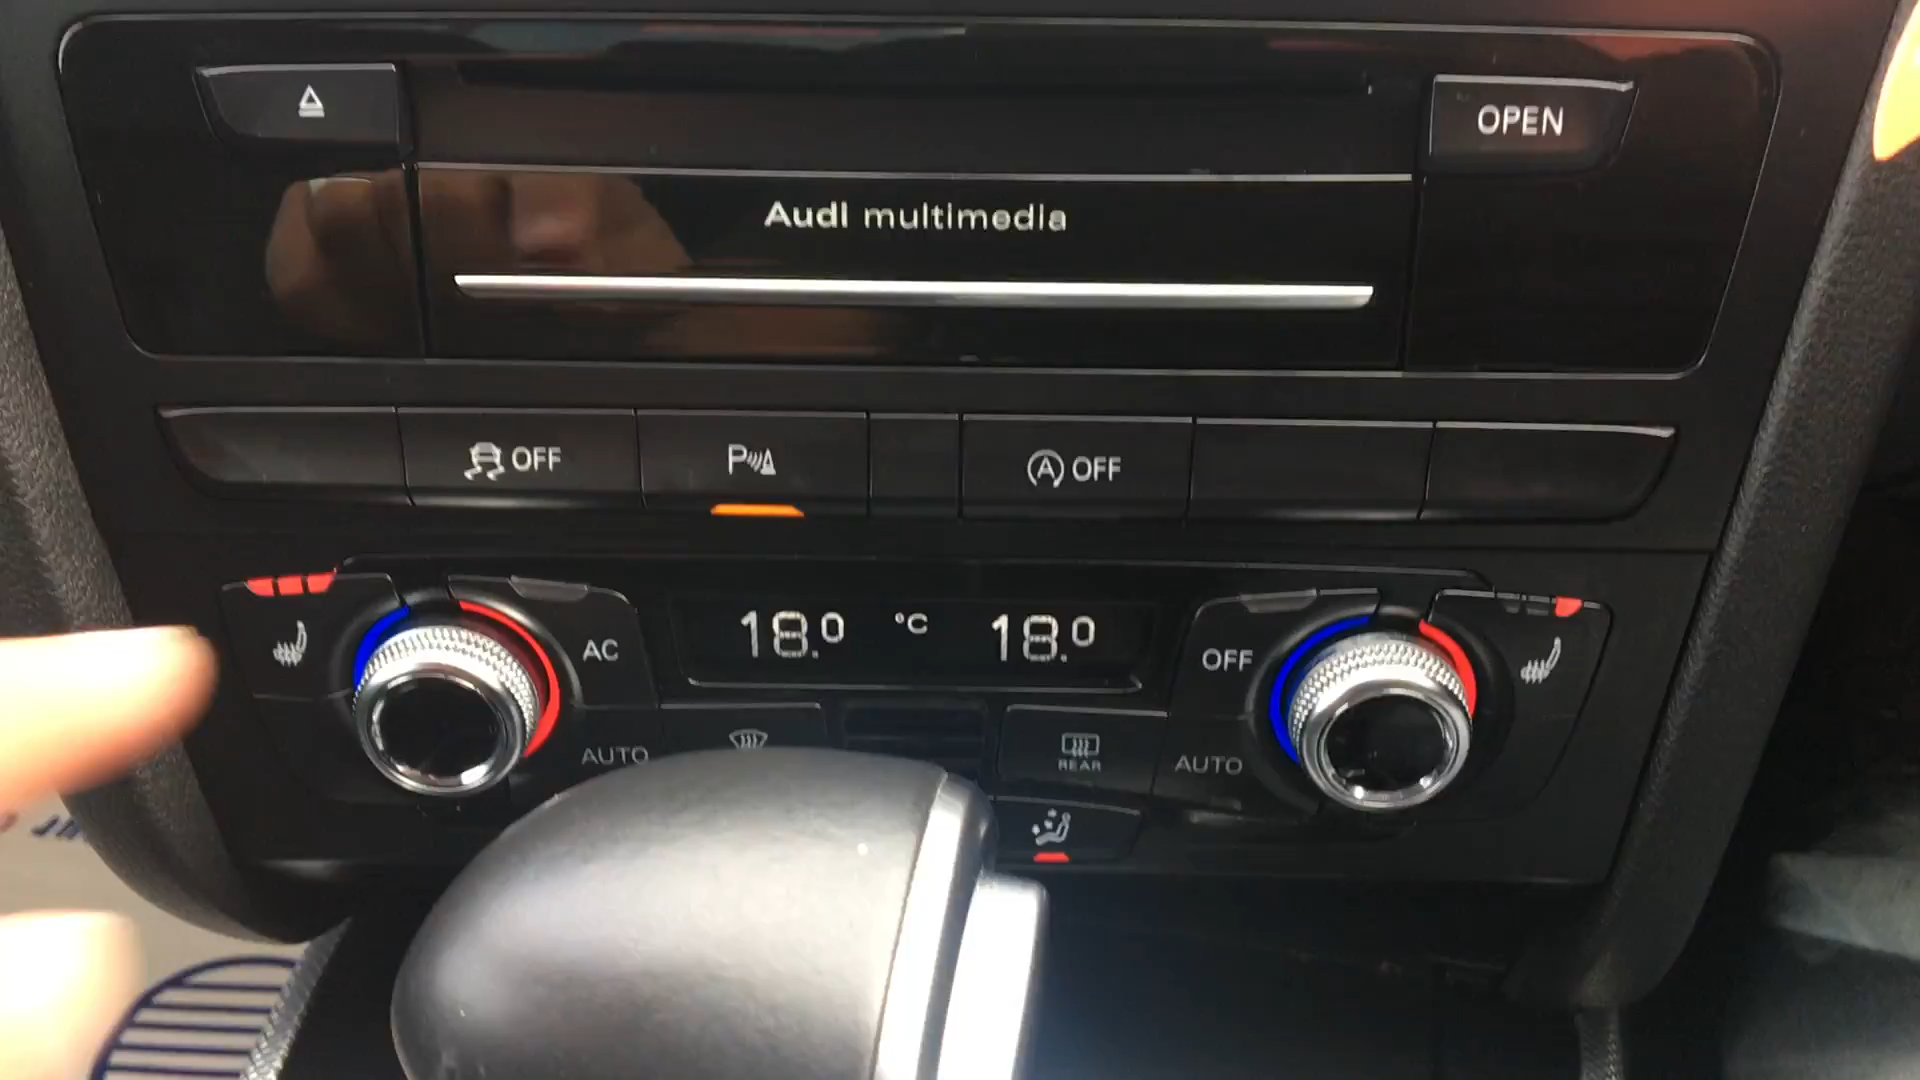 OPEN
Audi multimedia
OFF
P
A OFF
18.0 °C 18.0
AC
OFF
AUTO
REAR
AUTO